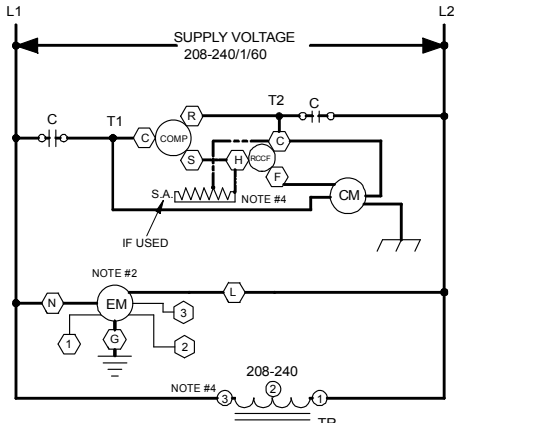 L1
L2
SUPPLY VOLTAGE
208-240/1/60
C
T1
T2
C
R
C
COMP
C
S
H
RCCF
F
S.A.
NOTE #4
CM
IF USED
NOTE #2
N
EM
L
3
1
G
2
208-240
NOTE #4
3
2
1
TR